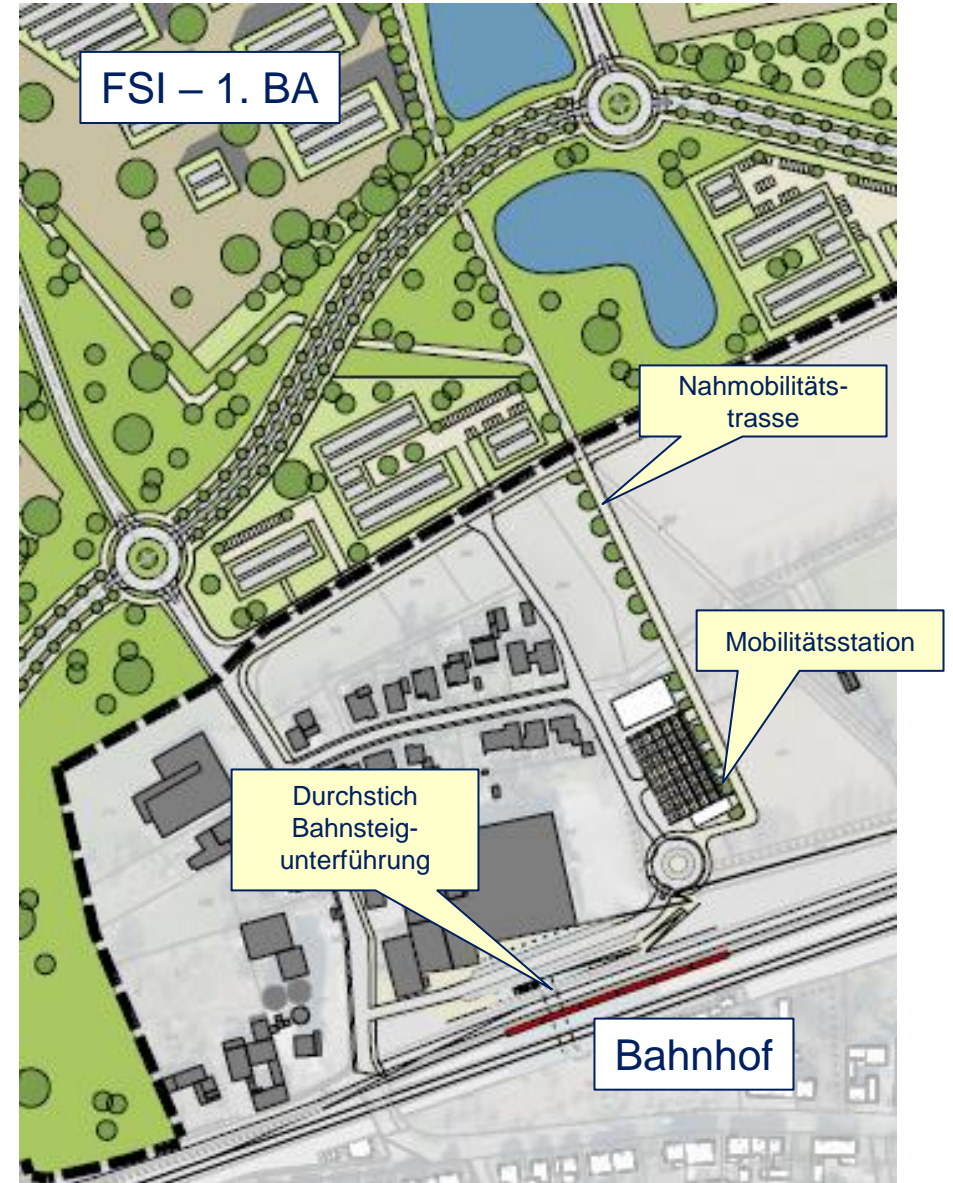 FSI – 1. BA
Nahmobilitäts-
trasse
Mobilitätsstation
Durchstich
Bahnsteig-
unterführung
Bahnhof